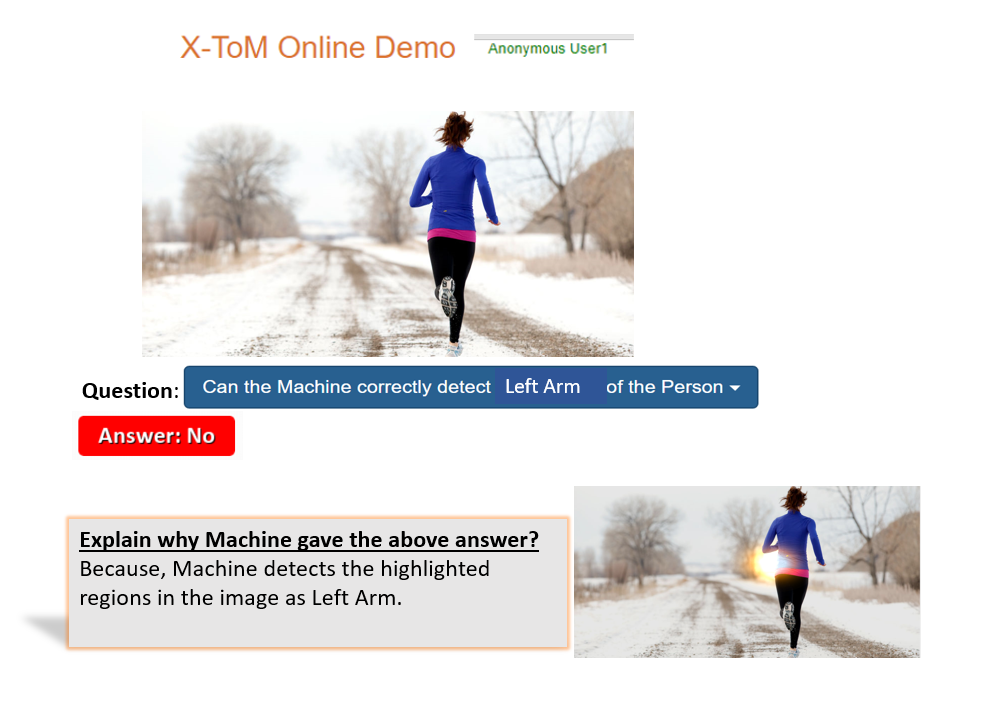 X-ToM Online Demo
Anonymous User1
Question: Can the Machine correctly detect Left Arm of the Person
Answer: No
Explain why Machine gave the above answer?
Because, Machine detects the highlighted
regions in the image as Left Arm.